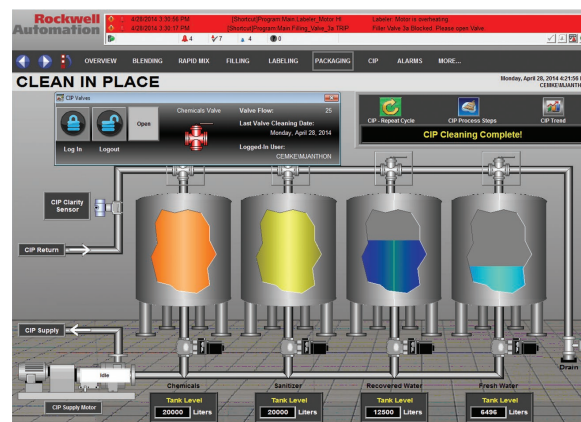 Rockwell
Automation
4/28/2014 3:30:56 PM [Shortcut]Program:Main.Labeler_Motor HI Labeler: Motor is overheating.
4/28/2014 3:30:17 PM [Shortcut]Program:Main.Filling_Valve_3a TRIP Filler Valve 3a Blocked. Please open Valve.
4 7 4 0
OVERVIEW BLENDING RAPID MIX FILLING LABELING PACKAGING CIP ALARMS MORE...
CLEAN IN PLACE
Monday, April 28, 2014 4:21:56
CEMKE\MJANTHON
CIP Valves
Open
Log In Logout
Chemicals Valve
Valve Flow: 25
Last Valve Cleaning Date:
Monday, April 28, 2014
Logged-In User:
CEMKE\MJANTHON
CIP - Repeat Cycle CIP Process Steps CIP Trend
CIP Cleaning Complete!
CIP Clarity
Sensor
CIP Return
CIP Supply
Idle
CIP Supply Motor
Drain
Chemicals Sanitizer Recovered Water Fresh Water
Tank Level Tank Level Tank Level Tank Level
20000 Liters 20000 Liters 12500 Liters 6496 Liters